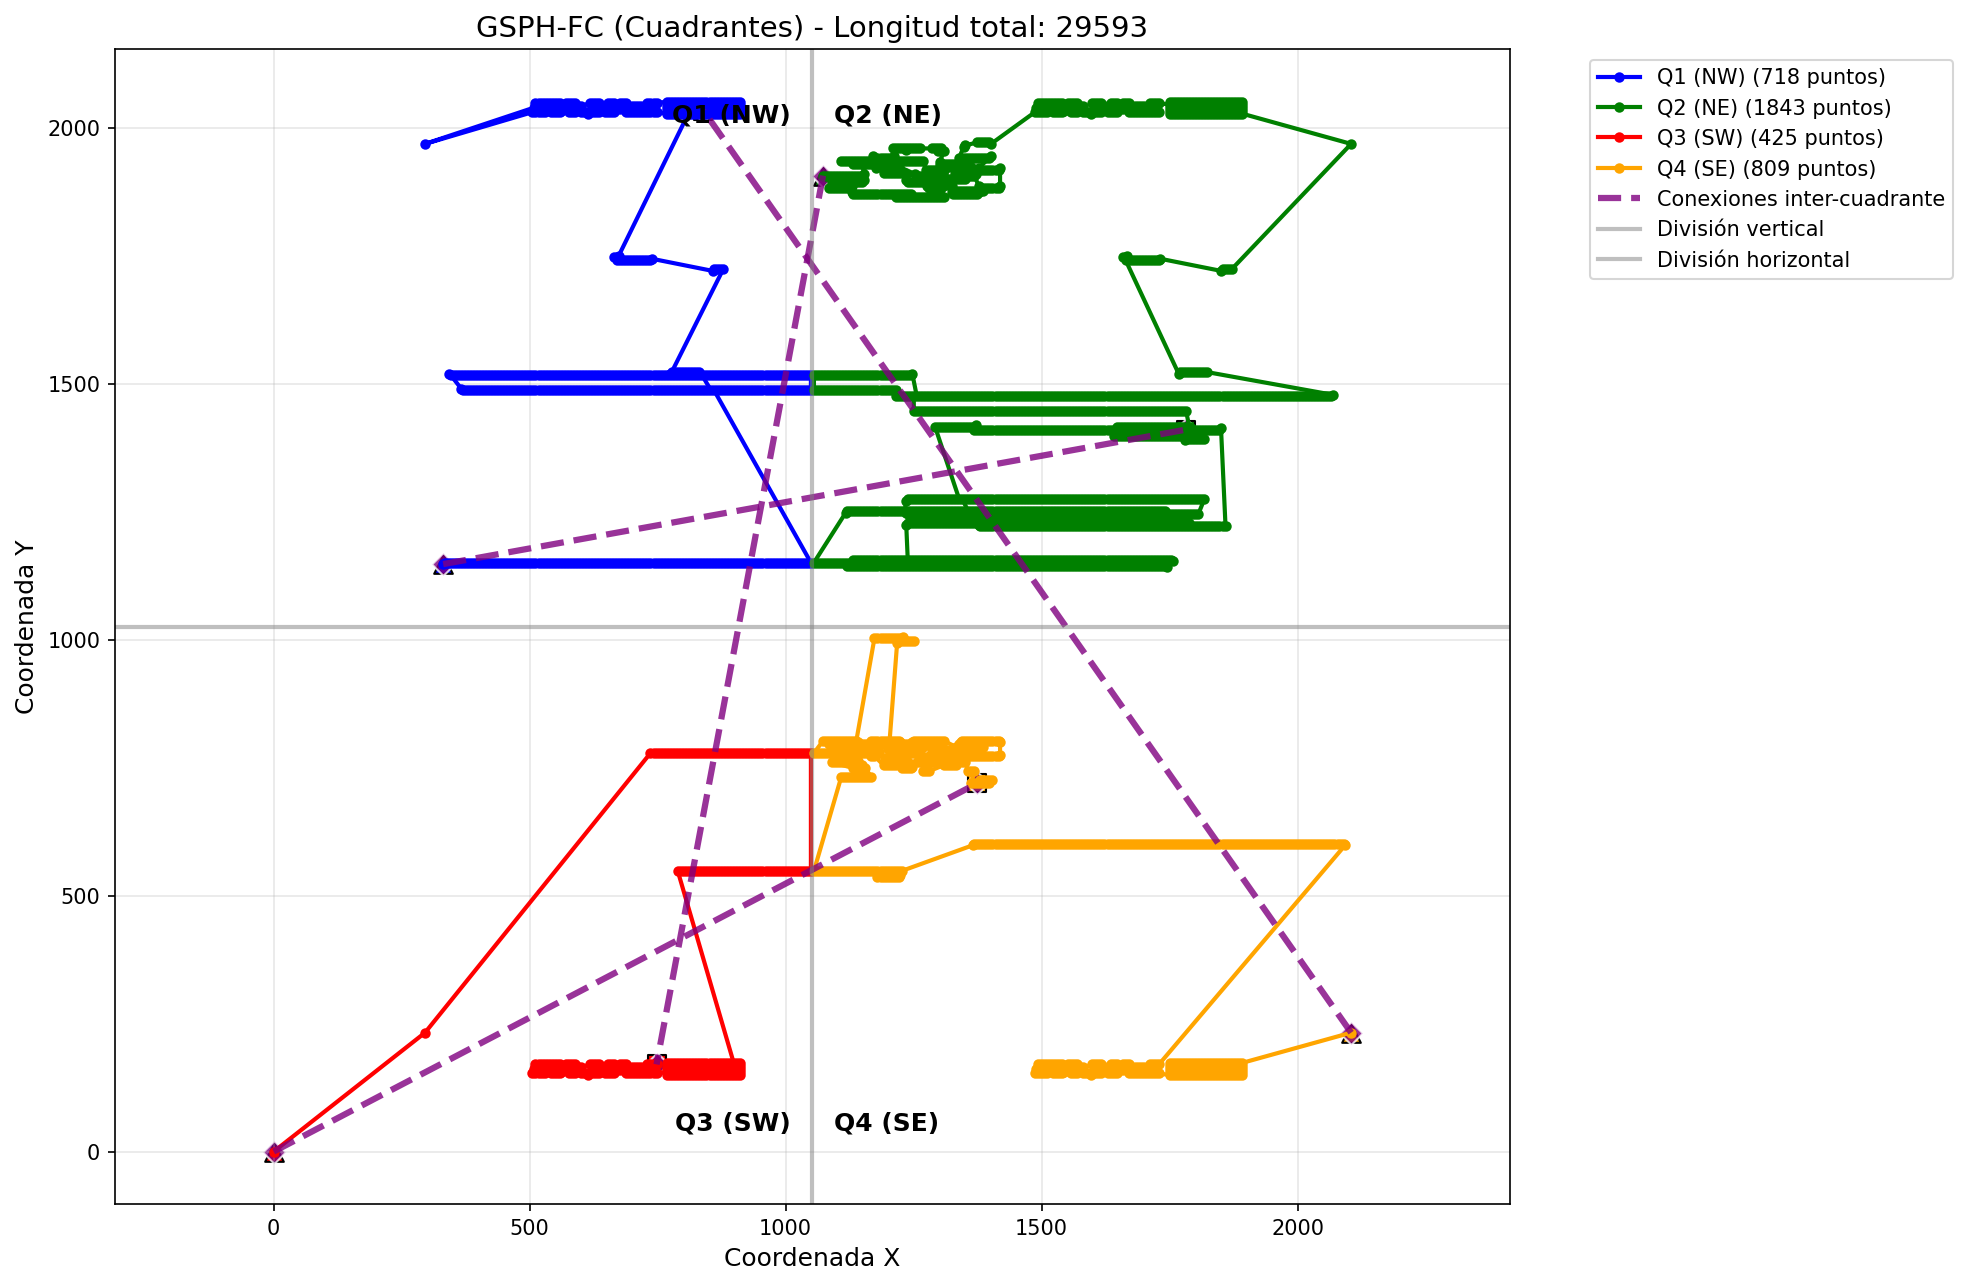 GSPH-FC (Cuadrantes) - Longitud total: 29593
Q1 (NW) (718 puntos)
Q2 (NE) (1843 puntos)
Q3 (SW) (425 puntos)
Q4 (SE) (809 puntos)
Conexiones inter-cuadrante
División vertical
División horizontal
Q1 (NW)
Q2 (NE)
Q3 (SW)
Q4 (SE)
Coordenada Y
2000
1500
1000
500
0
0
500
1000
1500
2000
Coordenada X